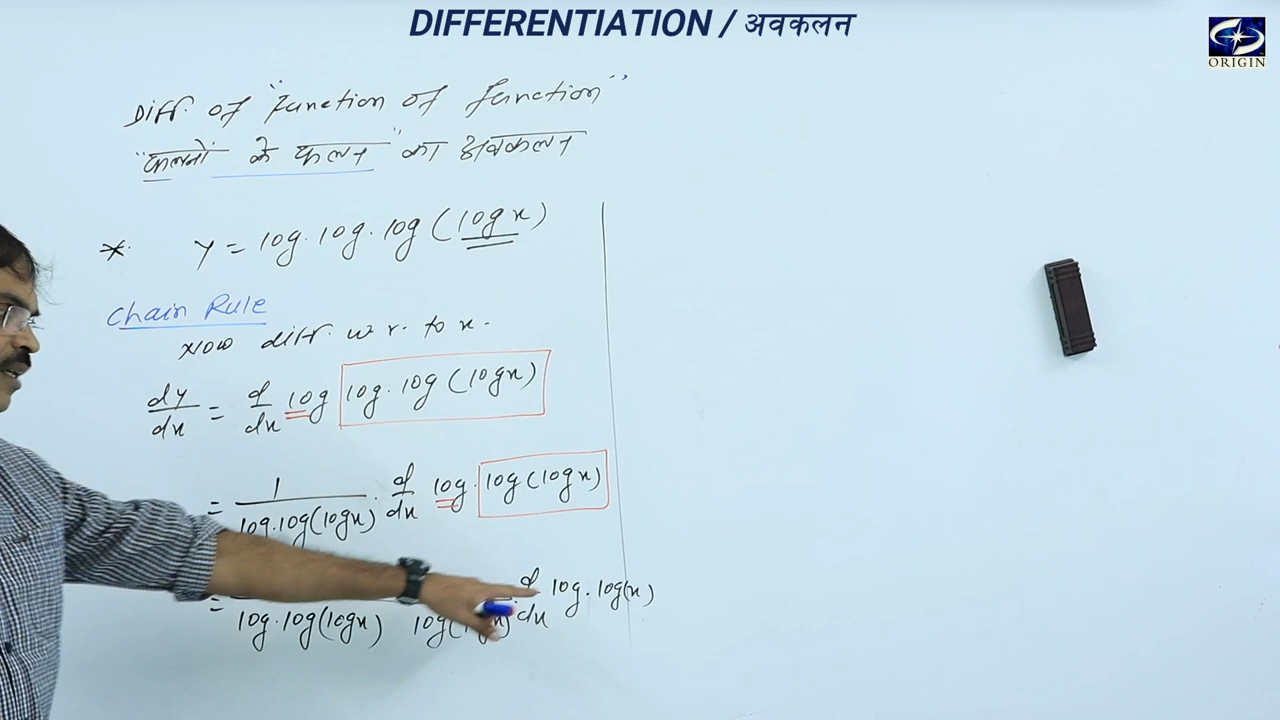 DIFFERENTIATION / अवकलन
ORIGIN
Diff. of "function of function"
"फलनों के फलन" का अवकलन
* y = log. log. log (log x)
Chain Rule
Now diff. w r. to x.
dy/dx = d/dx log log. log (log x)
= 1/log.log(log x) . d/dx log. log (log x)
= log.log(log x) log(log x) . d/dx log. log(x)